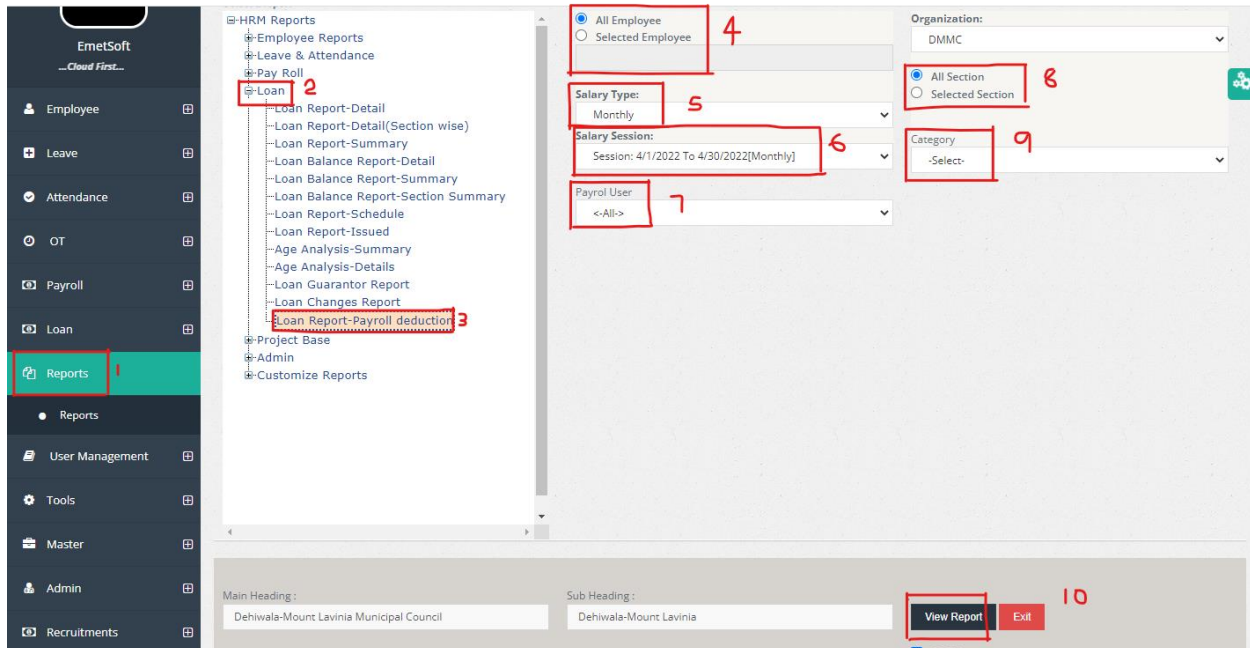 EmetSoft
...Cloud First...
Employee
Leave
Attendance
OT
Payroll
Loan
Reports
1
Reports
User Management
Tools
Master
Admin
Recruitments
HRM Reports
Employee Reports
Leave & Attendance
Pay Roll
Loan
2
Loan Report-Detail
Loan Report-Detail(Section wise)
Loan Report-Summary
Loan Balance Report-Detail
Loan Balance Report-Summary
Loan Balance Report-Section Summary
Loan Report-Schedule
Loan Report-Issued
Age Analysis-Summary
Age Analysis-Details
Loan Guarantor Report
Loan Changes Report
Loan Report-Payroll deduction
3
Project Base
Admin
Customize Reports
All Employee
Selected Employee
4
Salary Type:
Monthly
5
Salary Session:
Session: 4/1/2022 To 4/30/2022[Monthly]
6
Payrol User
<-All->
7
Organization:
DMMC
All Section
Selected Section
8
Category
-Select-
9
Main Heading :
Dehiwala-Mount Lavinia Municipal Council
Sub Heading :
Dehiwala-Mount Lavinia
View Report
Exit
10